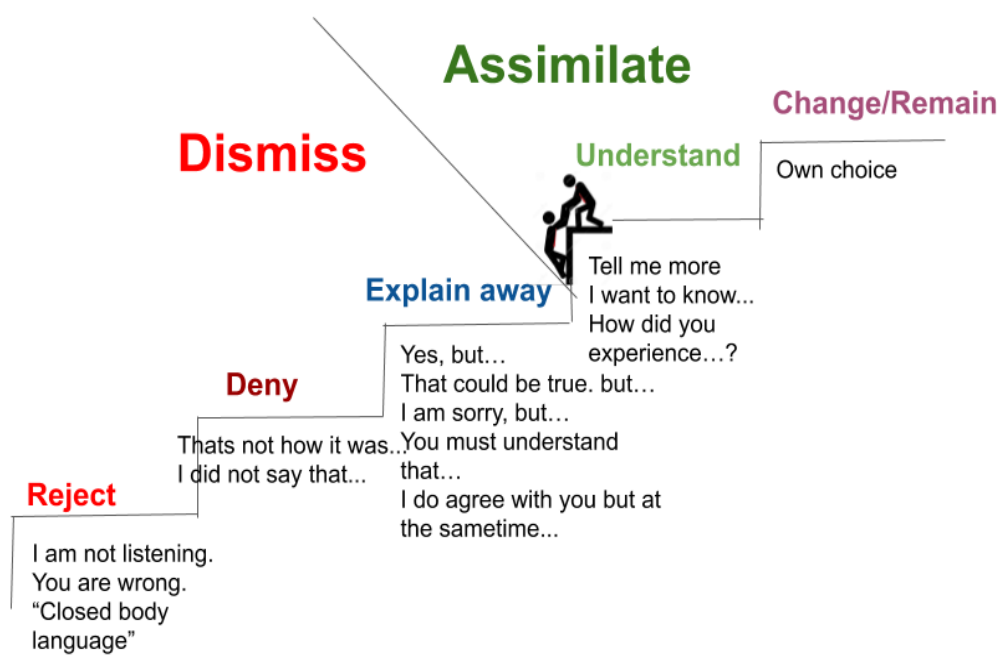 Assimilate
Dismiss
Change/Remain
Own choice
Understand
Tell me more
I want to know...
How did you
experience…?
Explain away
Yes, but…
That could be true. but…
I am sorry, but…
You must understand
that…
I do agree with you but at
the sametime...
Deny
Thats not how it was...
I did not say that...
Reject
I am not listening.
You are wrong.
“Closed body
language”